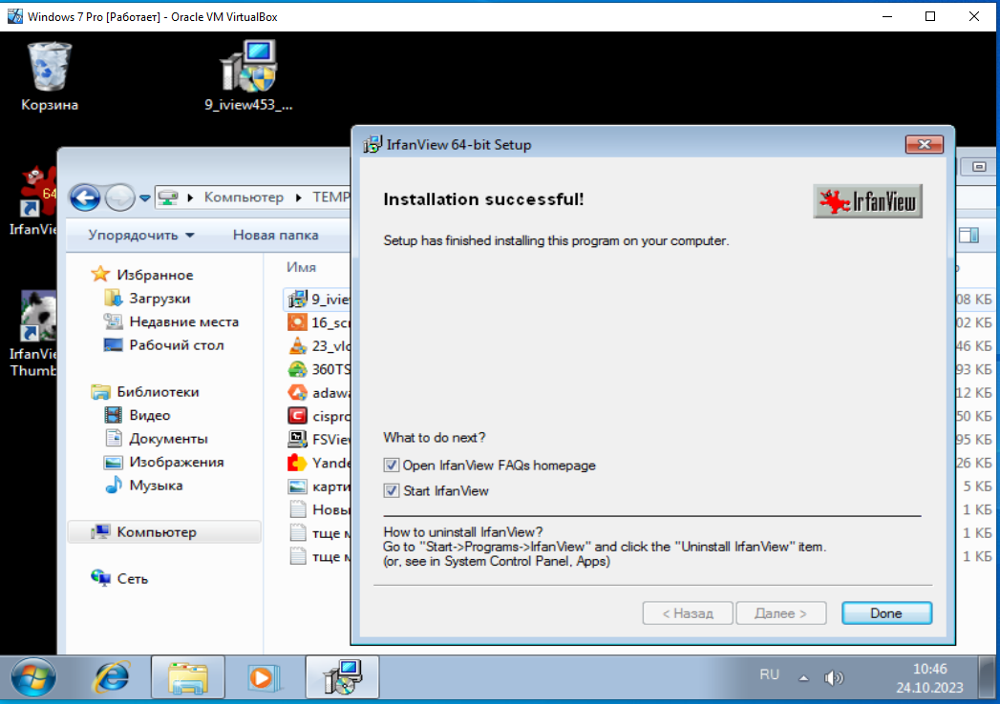 Windows 7 Pro [Работает] - Oracle VM VirtualBox
Корзина
9_iview453_...
64
IrfanVie
IrfanVie
Thumb
Компьютер
TEMP
Упорядочить
Новая папка
Имя
Избранное
Загрузки
Недавние места
Рабочий стол
Библиотеки
Видео
Документы
Изображения
Музыка
Компьютер
Сеть
9_ivie
16_scr
23_vlc
360TS
adawa
cispro
FSView
Yande
карти
Новы
тще м
тще м
08 КБ
02 КБ
46 КБ
93 КБ
12 КБ
50 КБ
95 КБ
26 КБ
5 КБ
1 КБ
1 КБ
1 КБ
IrfanView 64-bit Setup
Installation successful!
IrfanView
Setup has finished installing this program on your computer.
What to do next?
Open IrfanView FAQs homepage
Start IrfanView
How to uninstall IrfanView?
Go to "Start->Programs->IrfanView" and click the "Uninstall IrfanView" item.
(or, see in System Control Panel, Apps)
< Назад
Далее >
Done
RU
10:46
24.10.2023